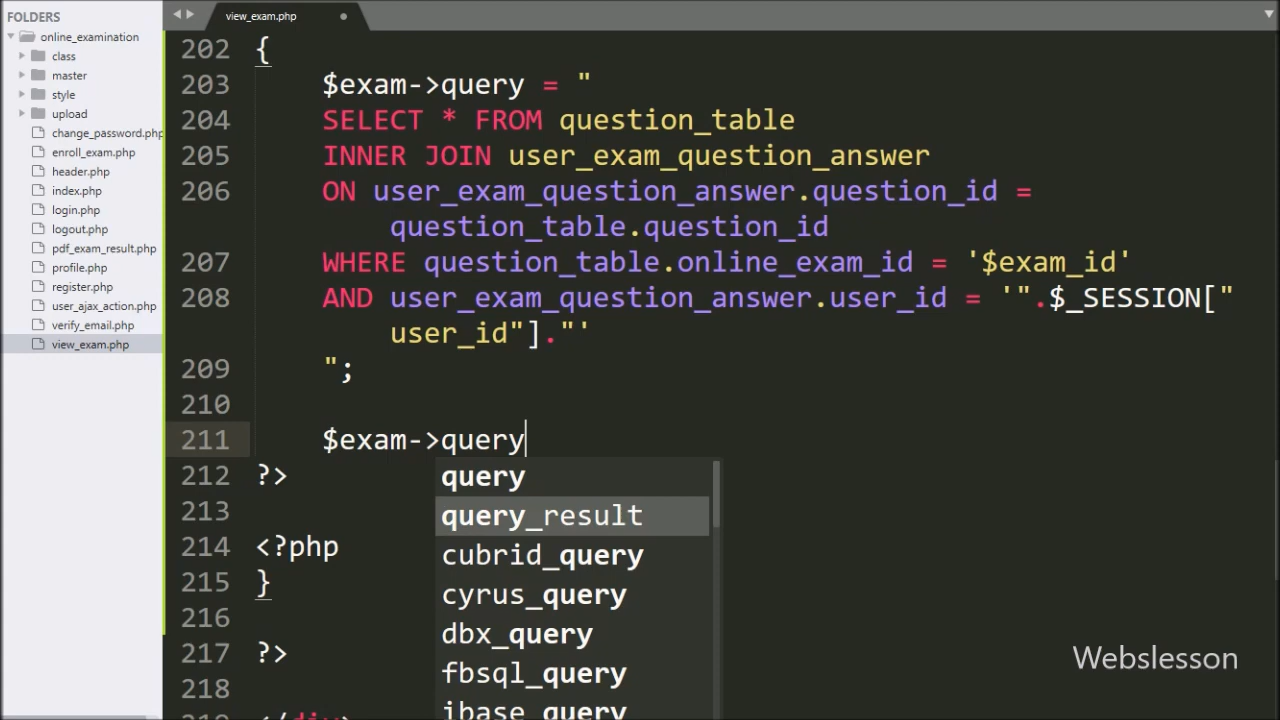 FOLDERS
online_examination
class
master
style
upload
change_password.php
enroll_exam.php
header.php
index.php
login.php
logout.php
pdf_exam_result.php
profile.php
register.php
user_ajax_action.php
verify_email.php
view_exam.php
view_exam.php
202 {
203 $exam->query = "
204 SELECT * FROM question_table
205 INNER JOIN user_exam_question_answer
206 ON user_exam_question_answer.question_id =
question_table.question_id
207 WHERE question_table.online_exam_id = '$exam_id'
208 AND user_exam_question_answer.user_id = '".$_SESSION["
user_id"]."'
209 ";
210
211 $exam->query
212 ?>
213
214 <?php
215 }
216
217 ?>
218
219 </div>
query
query_result
cubrid_query
cyrus_query
dbx_query
fbsql_query
ibase_query
Webslesson